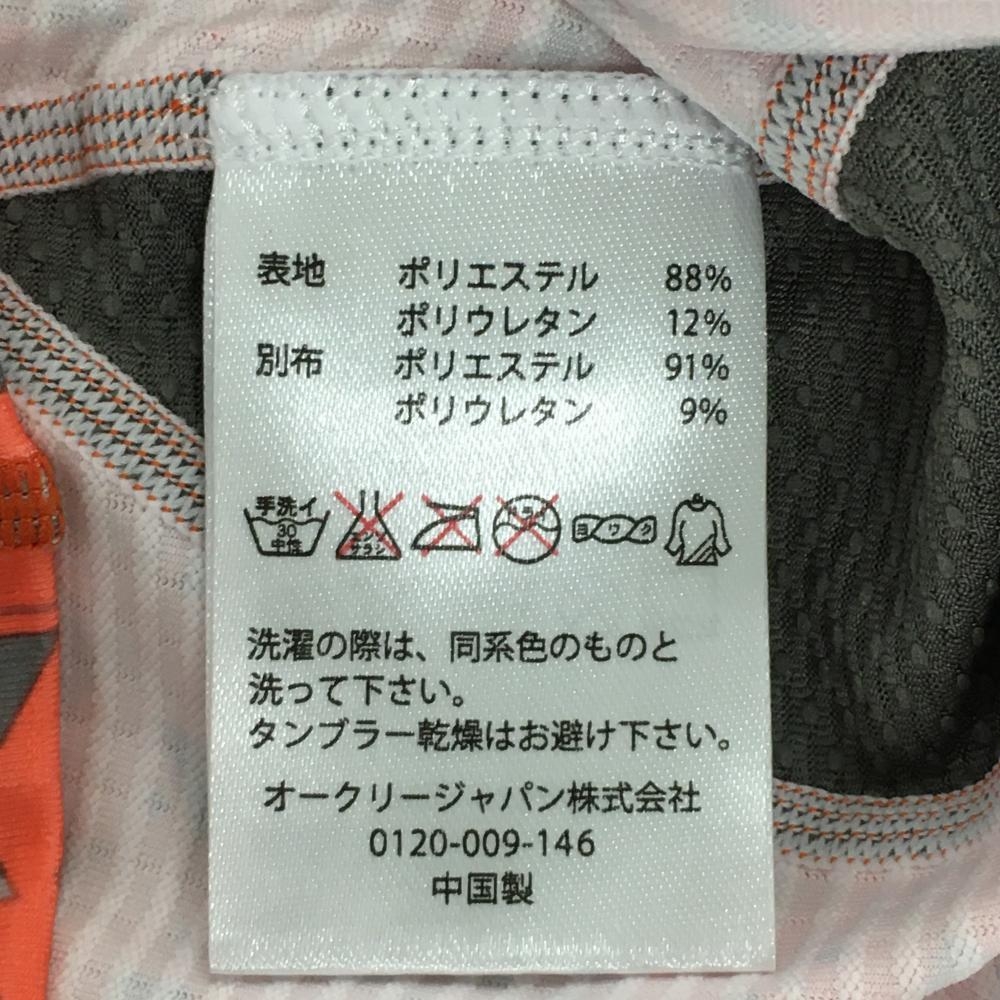 表地 ポリエステル 88%
ポリウレタン 12%
別布 ポリエステル 91%
ポリウレタン 9%
手洗イ
30
中性
エンソ
サラシ
ドライ
ヨワク
洗濯の際は、同系色のものと
洗って下さい。
タンブラー乾燥はお避け下さい。
オークリージャパン株式会社
0120-009-146
中国製